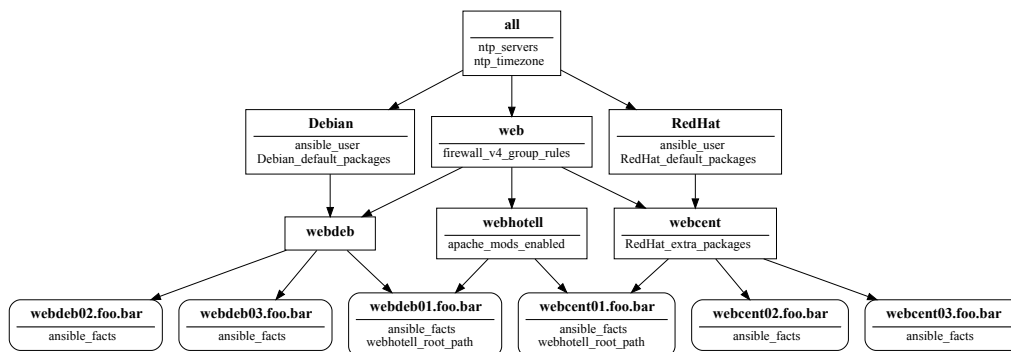 all
ntp_servers
ntp_timezone
Debian
ansible_user
Debian_default_packages
web
firewall_v4_group_rules
RedHat
ansible_user
RedHat_default_packages
webdeb
webhotell
apache_mods_enabled
webcent
RedHat_extra_packages
webdeb02.foo.bar
ansible_facts
webdeb03.foo.bar
ansible_facts
webdeb01.foo.bar
ansible_facts
webhotell_root_path
webcent01.foo.bar
ansible_facts
webhotell_root_path
webcent02.foo.bar
ansible_facts
webcent03.foo.bar
ansible_facts